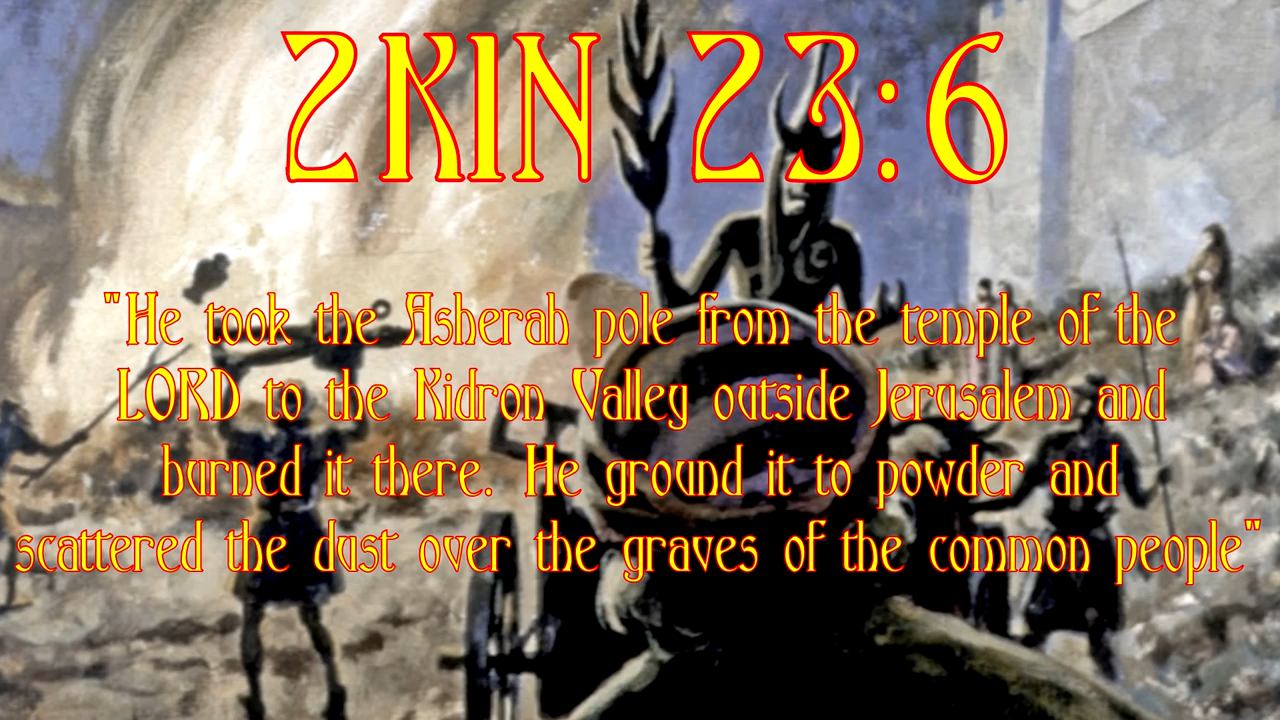 2KIN 23:6
"He took the Asherah pole from the temple of the
LORD to the Kidron Valley outside Jerusalem and
burned it there. He ground it to powder and
scattered the dust over the graves of the common people"